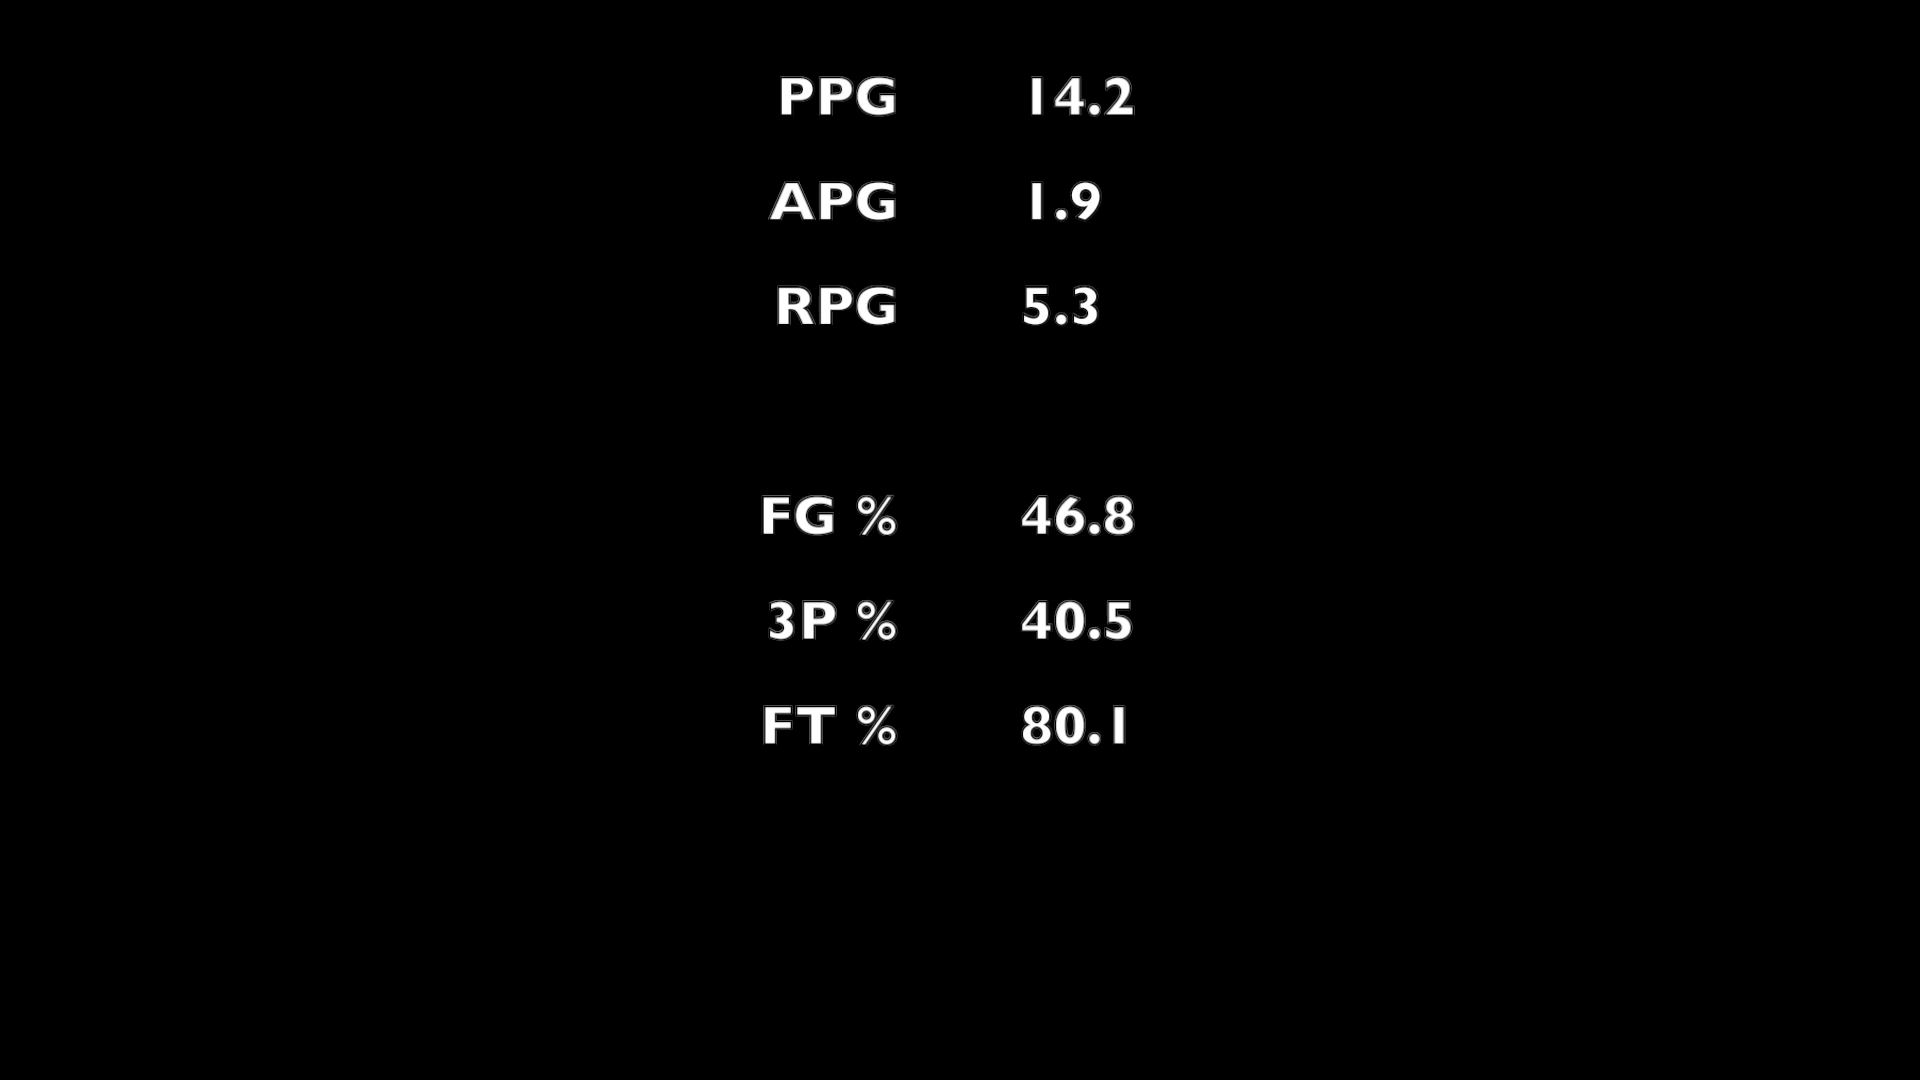 PPG 14.2
APG 1.9
RPG 5.3
FG % 46.8
3P % 40.5
FT % 80.1